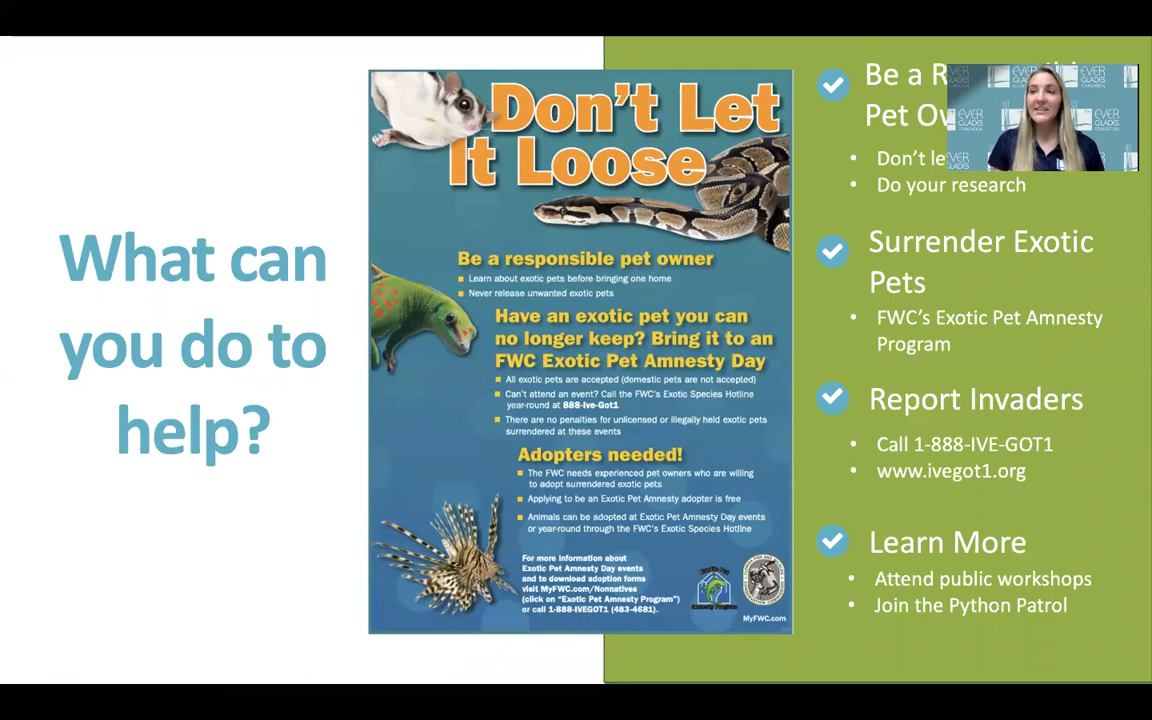 What can
you do to
help?
Don't Let
It Loose
Be a responsible pet owner
Learn about exotic pets before bringing one home
Never release unwanted exotic pets
Have an exotic pet you can
no longer keep? Bring it to an
FWC Exotic Pet Amnesty Day
All exotic pets are accepted (domestic pets are not accepted)
Can't attend an event? Call the FWC's Exotic Species Hotline
year-round at 888-Ive-Got1
There are no penalties for unlicensed or illegally held exotic pets
surrendered at these events
Adopters needed!
The FWC needs experienced pet owners who are willing
to adopt surrendered exotic pets
Applying to be an Exotic Pet Amnesty adopter is free
Animals can be adopted at Exotic Pet Amnesty Day events
or year-round through the FWC's Exotic Species Hotline
For more information about
Exotic Pet Amnesty Day events
and to download adoption forms
visit MyFWC.com/Nonnatives
(click on "Exotic Pet Amnesty Program")
or call 1-888-IVEGOT1 (483-4681).
Exotic Pet
Amnesty Program
MyFWC.com
Be a
Pet
• Don't
• Do your research
Surrender Exotic
Pets
• FWC's Exotic Pet Amnesty
Program
Report Invaders
• Call 1-888-IVE-GOT1
• www.ivegot1.org
Learn More
• Attend public workshops
• Join the Python Patrol
EVER
GLADES
FOUNDATION